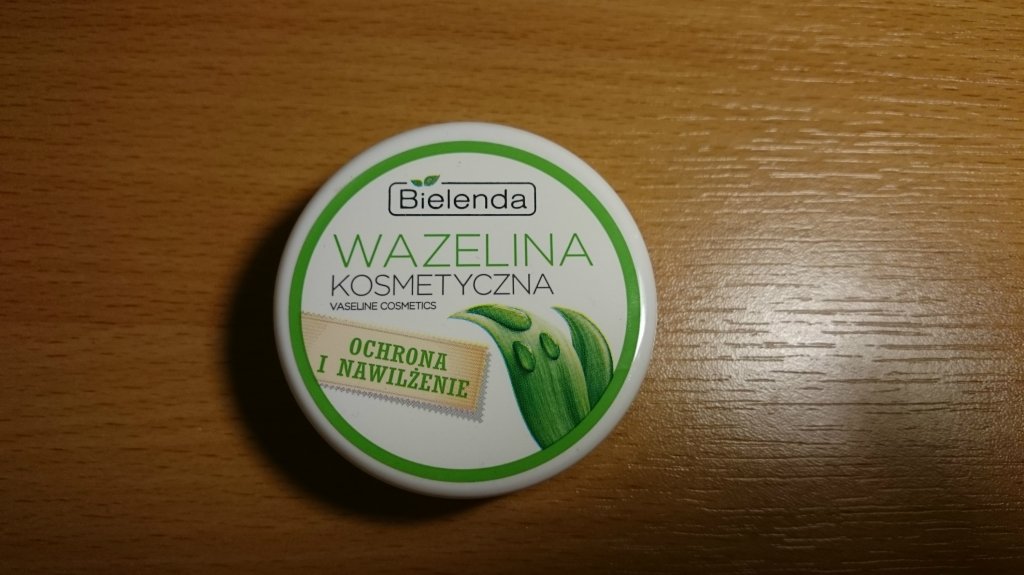 Bielenda
WAZELINA
KOSMETYCZNA
VASELINE COSMETICS
OCHRONA
I NAWILŻENIE